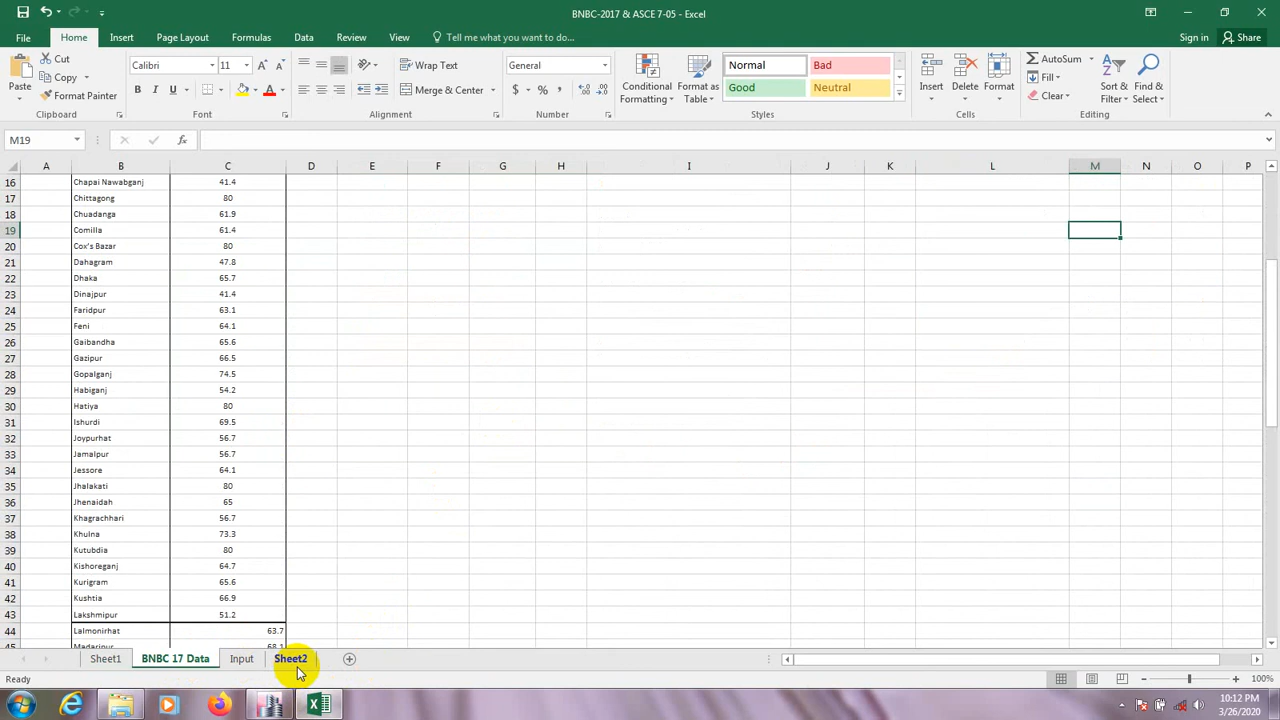 BNBC-2017 & ASCE 7-05 - Excel
File Home Insert Page Layout Formulas Data Review View Tell me what you want to do... Sign in Share
Paste Cut Copy Format Painter
Clipboard
Calibri 11
B I U A
Font
Wrap Text
Merge & Center
Alignment
General
$ % ,
Number
Conditional Formatting Format as Table
Normal Bad
Good Neutral
Styles
Insert Delete Format
Cells
AutoSum
Fill
Clear
Sort & Filter Find & Select
Editing
M19 fx
A B C D E F G H I J K L M N O P
16 Chapai Nawabganj 41.4
17 Chittagong 80
18 Chuadanga 61.9
19 Comilla 61.4
20 Cox's Bazar 80
21 Dahagram 47.8
22 Dhaka 65.7
23 Dinajpur 41.4
24 Faridpur 63.1
25 Feni 64.1
26 Gaibandha 65.6
27 Gazipur 66.5
28 Gopalganj 74.5
29 Habiganj 54.2
30 Hatiya 80
31 Ishurdi 69.5
32 Joypurhat 56.7
33 Jamalpur 56.7
34 Jessore 64.1
35 Jhalakati 80
36 Jhenaidah 65
37 Khagrachhari 56.7
38 Khulna 73.3
39 Kutubdia 80
40 Kishoreganj 64.7
41 Kurigram 65.6
42 Kushtia 66.9
43 Lakshmipur 51.2
44 Lalmonirhat 63.7
45 Madaripur 68.1
Sheet1 BNBC 17 Data Input Sheet2
Ready 100%
10:12 PM
3/26/2020